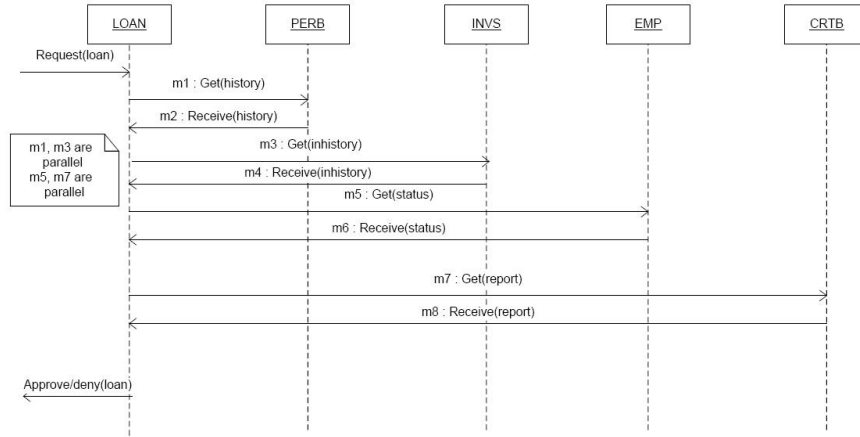 LOAN
PERB
INVS
EMP
CRTB
Request(loan)
m1 : Get(history)
m2 : Receive(history)
m1, m3 are
parallel
m5, m7 are
parallel
m3 : Get(inhistory)
m4 : Receive(inhistory)
m5 : Get(status)
m6 : Receive(status)
m7 : Get(report)
m8 : Receive(report)
Approve/deny(loan)